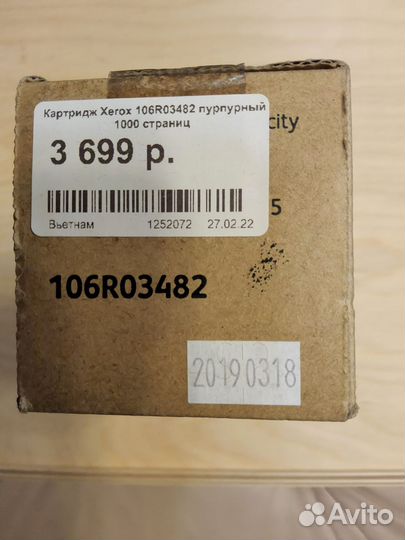 Картридж Xerox 106R03482 пурпурный
1000 страниц
city
3 699 р.
5
Вьетнам 1252072 27.02.22
106R03482
20190318
Avito